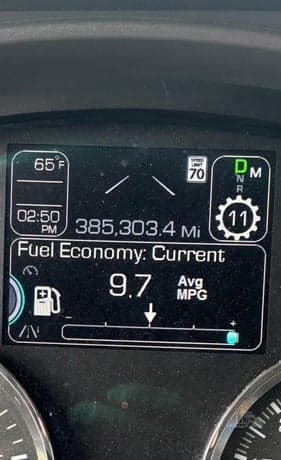 65°F
SPEED
LIMIT
70
D M
N
R
02:50
PM
385,303.4 Mi
11
Fuel Economy: Current
9.7 Avg
MPG
- +